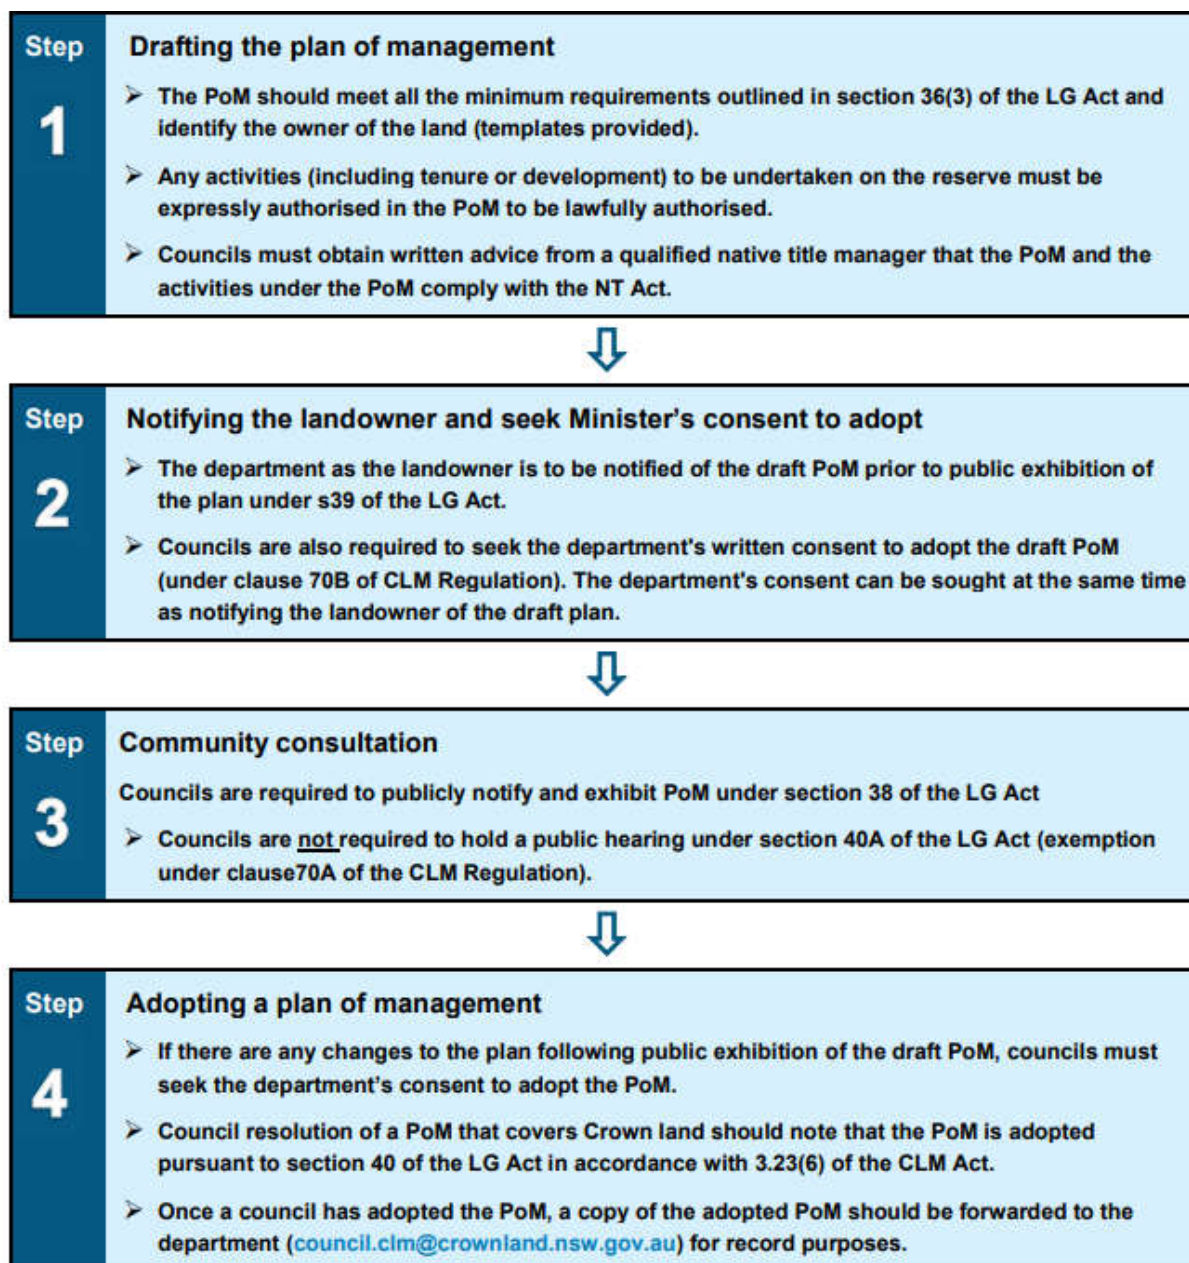 Step
1
Drafting the plan of management
➢ The PoM should meet all the minimum requirements outlined in section 36(3) of the LG Act and
identify the owner of the land (templates provided).
➢ Any activities (including tenure or development) to be undertaken on the reserve must be
expressly authorised in the PoM to be lawfully authorised.
➢ Councils must obtain written advice from a qualified native title manager that the PoM and the
activities under the PoM comply with the NT Act.
Step
2
Notifying the landowner and seek Minister's consent to adopt
➢ The department as the landowner is to be notified of the draft PoM prior to public exhibition of
the plan under s39 of the LG Act.
➢ Councils are also required to seek the department's written consent to adopt the draft PoM
(under clause 70B of CLM Regulation). The department's consent can be sought at the same time
as notifying the landowner of the draft plan.
Step
3
Community consultation
Councils are required to publicly notify and exhibit PoM under section 38 of the LG Act
➢ Councils are not required to hold a public hearing under section 40A of the LG Act (exemption
under clause70A of the CLM Regulation).
Step
4
Adopting a plan of management
➢ If there are any changes to the plan following public exhibition of the draft PoM, councils must
seek the department's consent to adopt the PoM.
➢ Council resolution of a PoM that covers Crown land should note that the PoM is adopted
pursuant to section 40 of the LG Act in accordance with 3.23(6) of the CLM Act.
➢ Once a council has adopted the PoM, a copy of the adopted PoM should be forwarded to the
department (council.clm@crownland.nsw.gov.au) for record purposes.